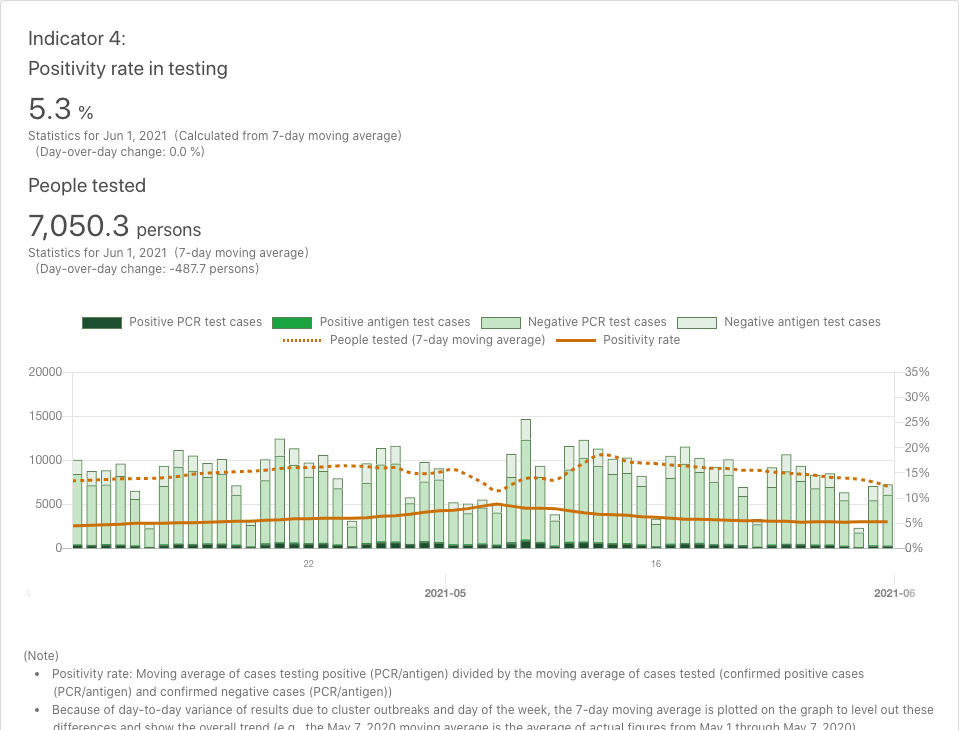 Indicator 4:
Positivity rate in testing
5.3 %
Statistics for Jun 1, 2021 (Calculated from 7-day moving average)
(Day-over-day change: 0.0 %)
People tested
7,050.3 persons
Statistics for Jun 1, 2021 (7-day moving average)
(Day-over-day change: -487.7 persons)
Positive PCR test cases Positive antigen test cases Negative PCR test cases Negative antigen test cases
People tested (7-day moving average) Positivity rate
20000 35%
30%
15000 25%
20%
10000 15%
10%
5000 5%
0 0%
22 16
4 2021-05 2021-06
(Note)
• Positivity rate: Moving average of cases testing positive (PCR/antigen) divided by the moving average of cases tested (confirmed positive cases
(PCR/antigen) and confirmed negative cases (PCR/antigen))
• Because of day-to-day variance of results due to cluster outbreaks and day of the week, the 7-day moving average is plotted on the graph to level out these
differences and show the overall trend (e.g., the May 7, 2020 moving average is the average of actual figures from May 1 through May 7, 2020)